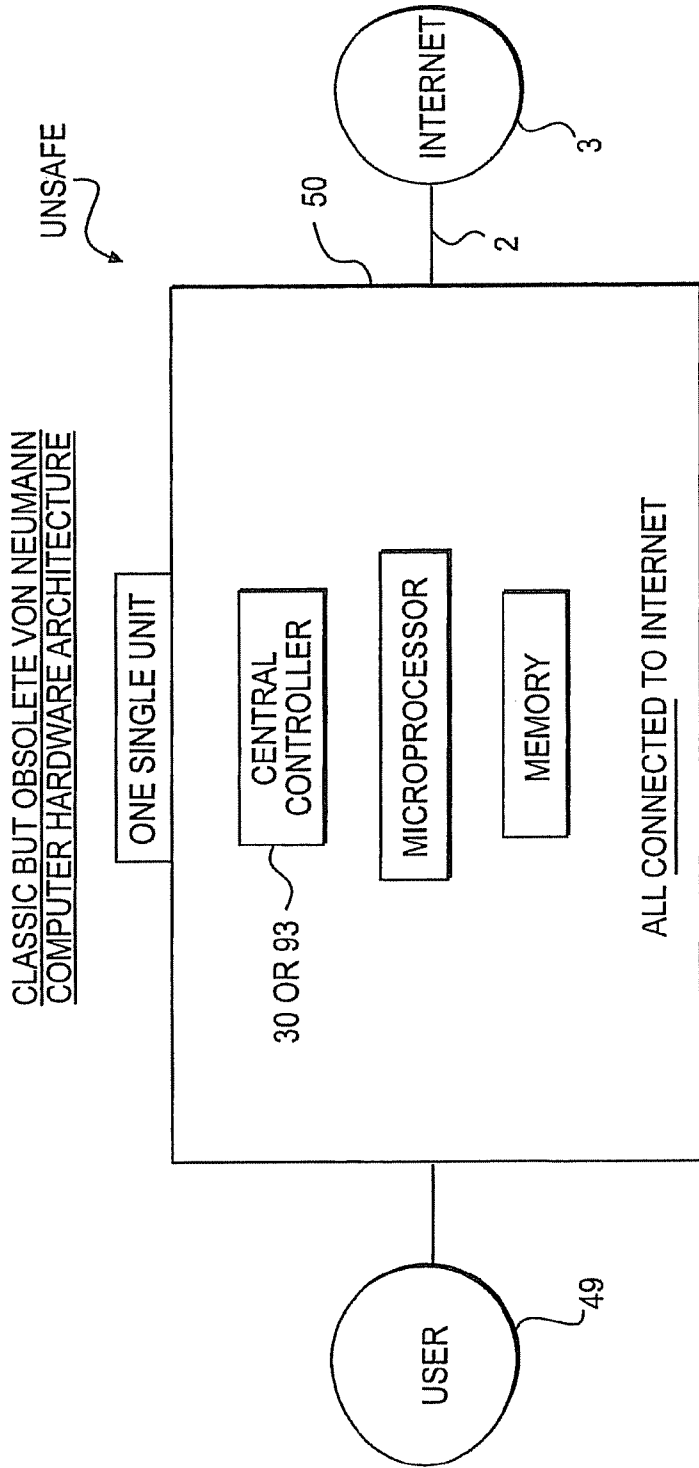 CLASSIC BUT OBSOLETE VON NEUMANN
COMPUTER HARDWARE ARCHITECTURE
UNSAFE
ONE SINGLE UNIT
50
CENTRAL
CONTROLLER
30 OR 93
MICROPROCESSOR
MEMORY
ALL CONNECTED TO INTERNET
USER
49
INTERNET
2
3